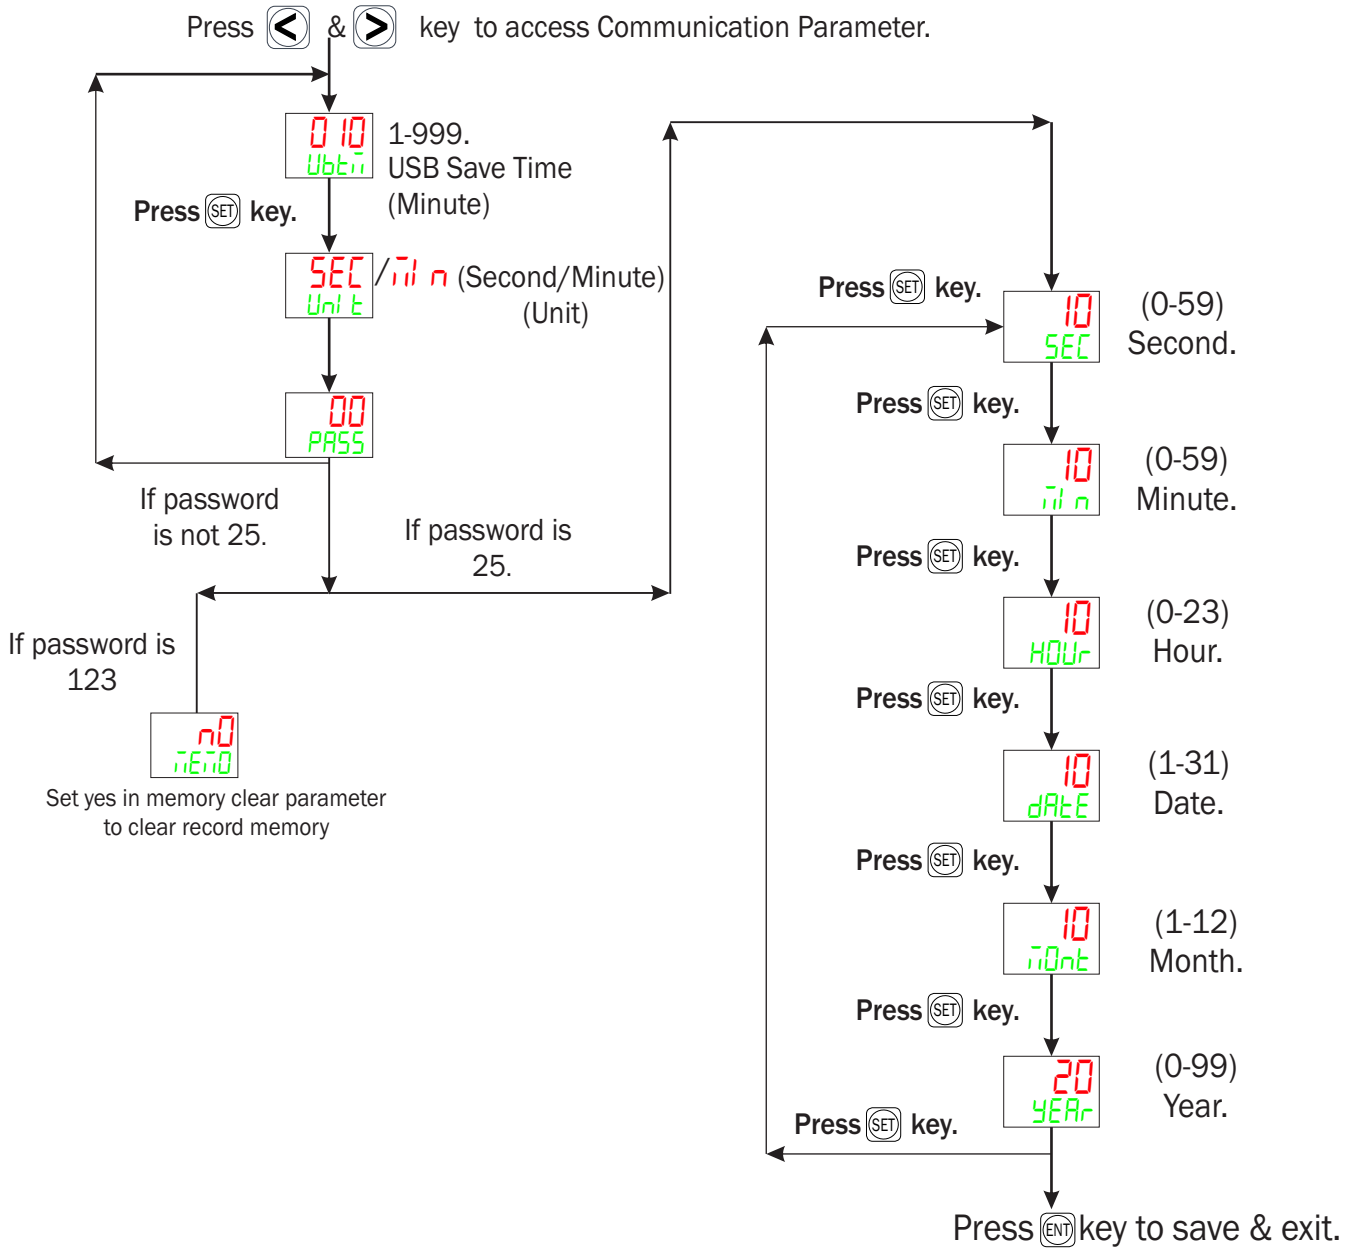 Press < & > key to access Communication Parameter.
010
UbtM
1-999.
USB Save Time
(Minute)
Press SET key.
SEC / MIn (Second/Minute)
UnIt
(Unit)
00
PASS
If password
is not 25.
If password is
25.
If password is
123
n0
MEMO
Set yes in memory clear parameter
to clear record memory
Press SET key.
10
SEC
(0-59)
Second.
Press SET key.
10
MIn
(0-59)
Minute.
Press SET key.
10
HOUr
(0-23)
Hour.
Press SET key.
10
dAtE
(1-31)
Date.
Press SET key.
10
MOnt
(1-12)
Month.
Press SET key.
20
yEAr
(0-99)
Year.
Press SET key.
Press ENT key to save & exit.